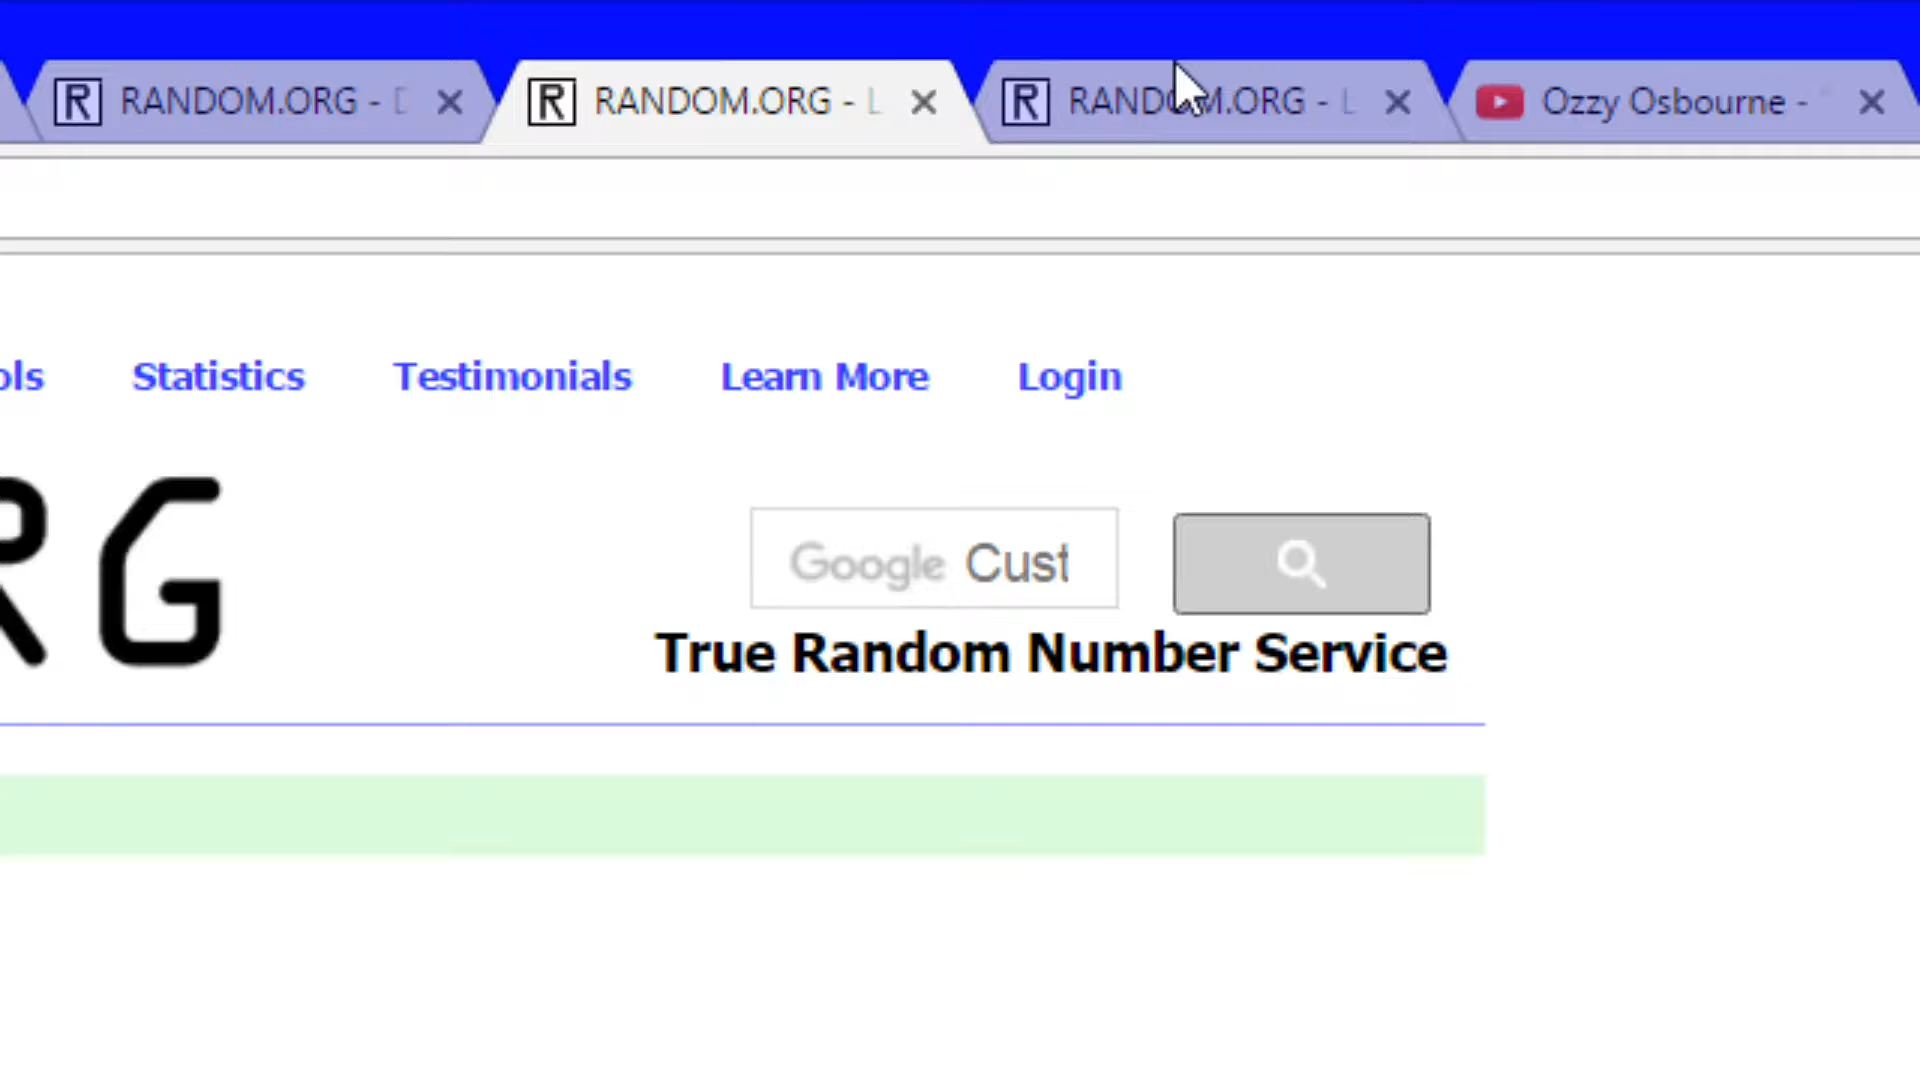 RANDOM.ORG - D
RANDOM.ORG - L
RANDOM.ORG - L
Ozzy Osbourne -
ols
Statistics
Testimonials
Learn More
Login
RG
Google Cust
True Random Number Service